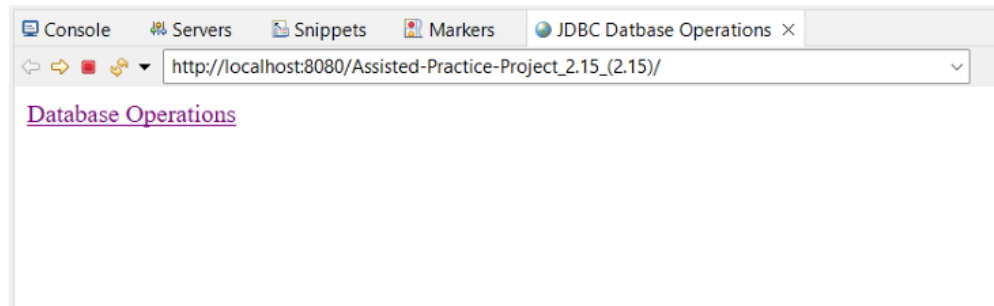 Console Servers Snippets Markers JDBC Datbase Operations
http://localhost:8080/Assisted-Practice-Project_2.15_(2.15)/
Database Operations